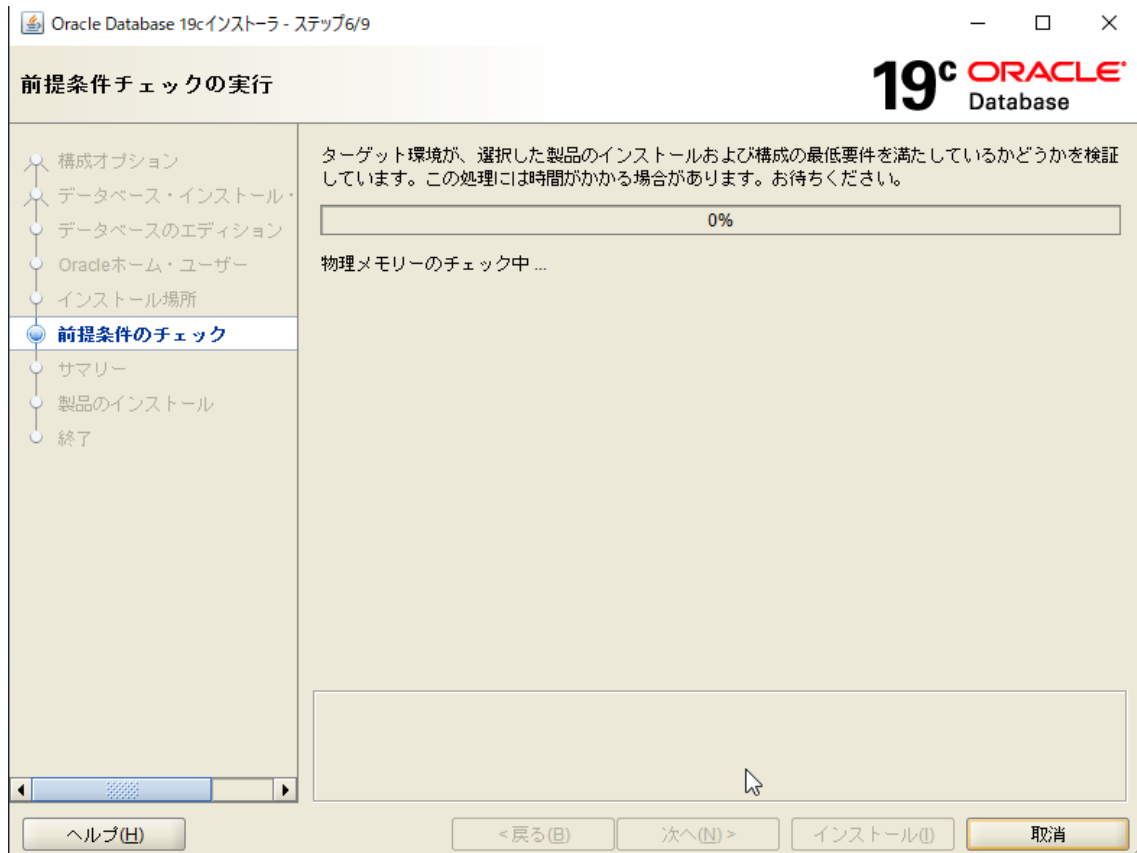 Oracle Database 19cインストーラ - ステップ6/9
前提条件チェックの実行
19c ORACLE
Database
構成オプション
データベース・インストール・
データベースのエディション
Oracleホーム・ユーザー
インストール場所
前提条件のチェック
サマリー
製品のインストール
終了
ターゲット環境が、選択した製品のインストールおよび構成の最低要件を満たしているかどうかを検証
しています。この処理には時間がかかる場合があります。お待ちください。
0%
物理メモリーのチェック中 ...
ヘルプ(H)
<戻る(B)
次へ(N) >
インストール(I)
取消